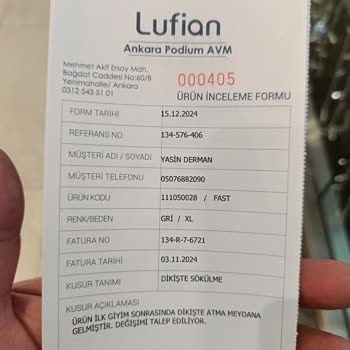 Lufian
Ankara Podium AVM
Mehmet Akif Ersoy Mah.
Bağdat Caddesi No:60/B
Yenimahalle/ Ankara
0312 543 51 01
000405
ÜRÜN İNCELEME FORMU
FORM TARİHİ 15.12.2024
REFERANS NO 134-576-406
MÜŞTERİ ADI / SOYADI YASİN DERMAN
MÜŞTERİ TELEFONU 05076882090
ÜRÜN KODU 111050028 / FAST
RENK/BEDEN GRİ / XL
FATURA NO 134-R-7-6721
FATURA TARİHİ 03.11.2024
KUSUR TANIMI DİKİŞTE SÖKÜLME
KUSUR AÇIKLAMASI
ÜRÜN İLK GİYİM SONRASINDA DİKİŞTE ATMA MEYDANA
GELMİŞTİR. DEĞİŞİMİ TALEP EDİLİYOR.